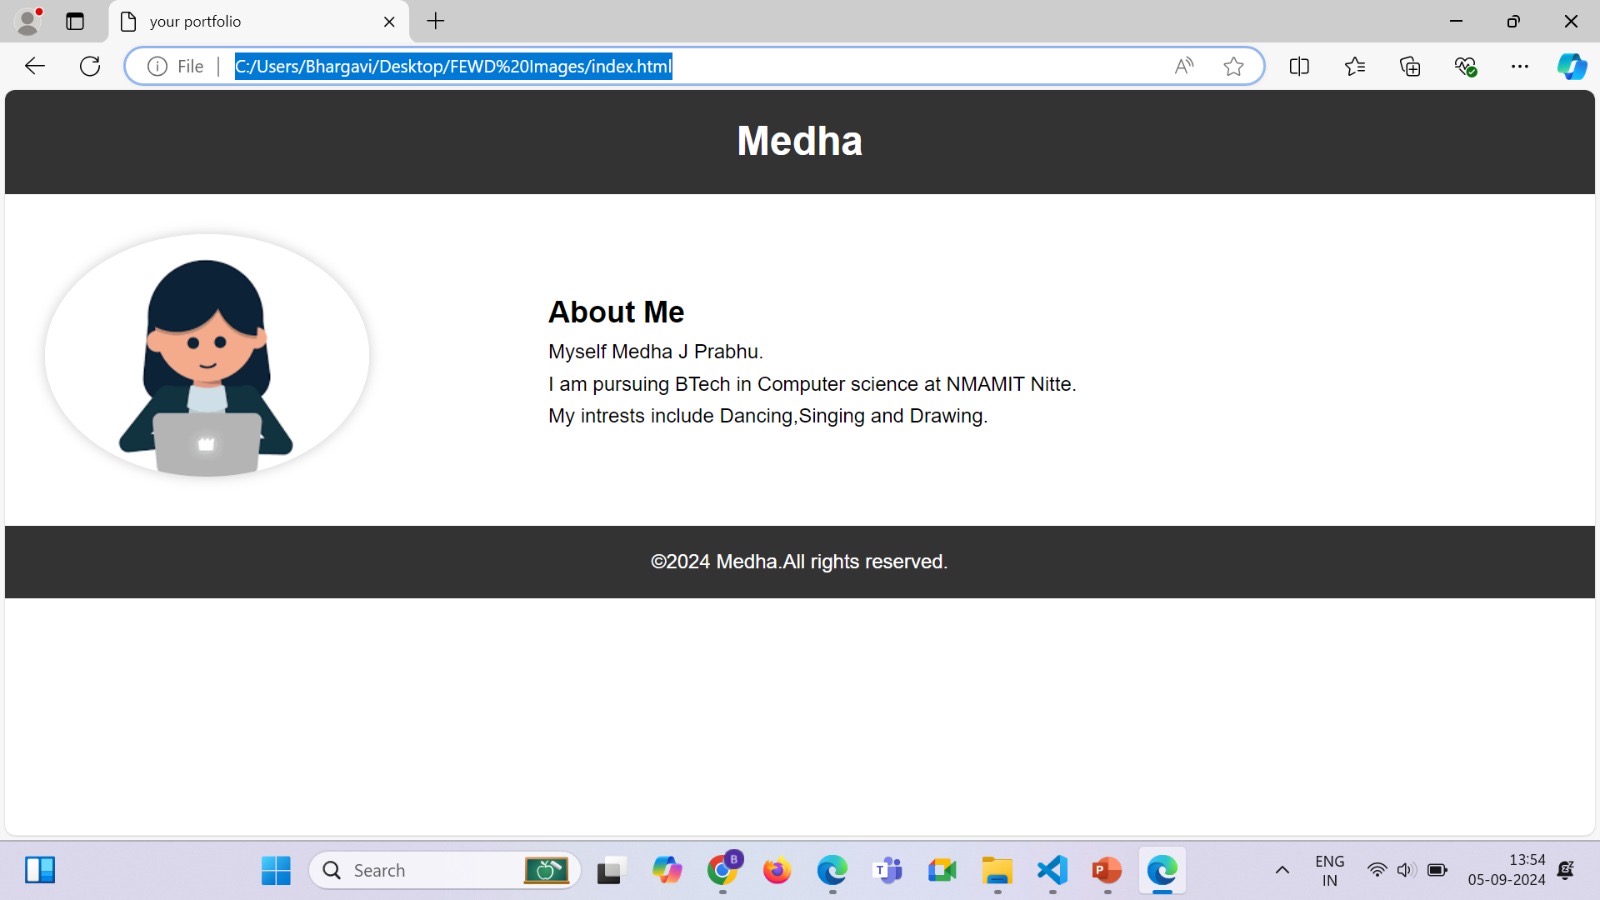 your portfolio
File
C:/Users/Bhargavi/Desktop/FEWD%20Images/index.html
Medha
About Me
Myself Medha J Prabhu.
I am pursuing BTech in Computer science at NMAMIT Nitte.
My intrests include Dancing,Singing and Drawing.
©2024 Medha.All rights reserved.
Search
B
T
P
ENG
IN
13:54
05-09-2024